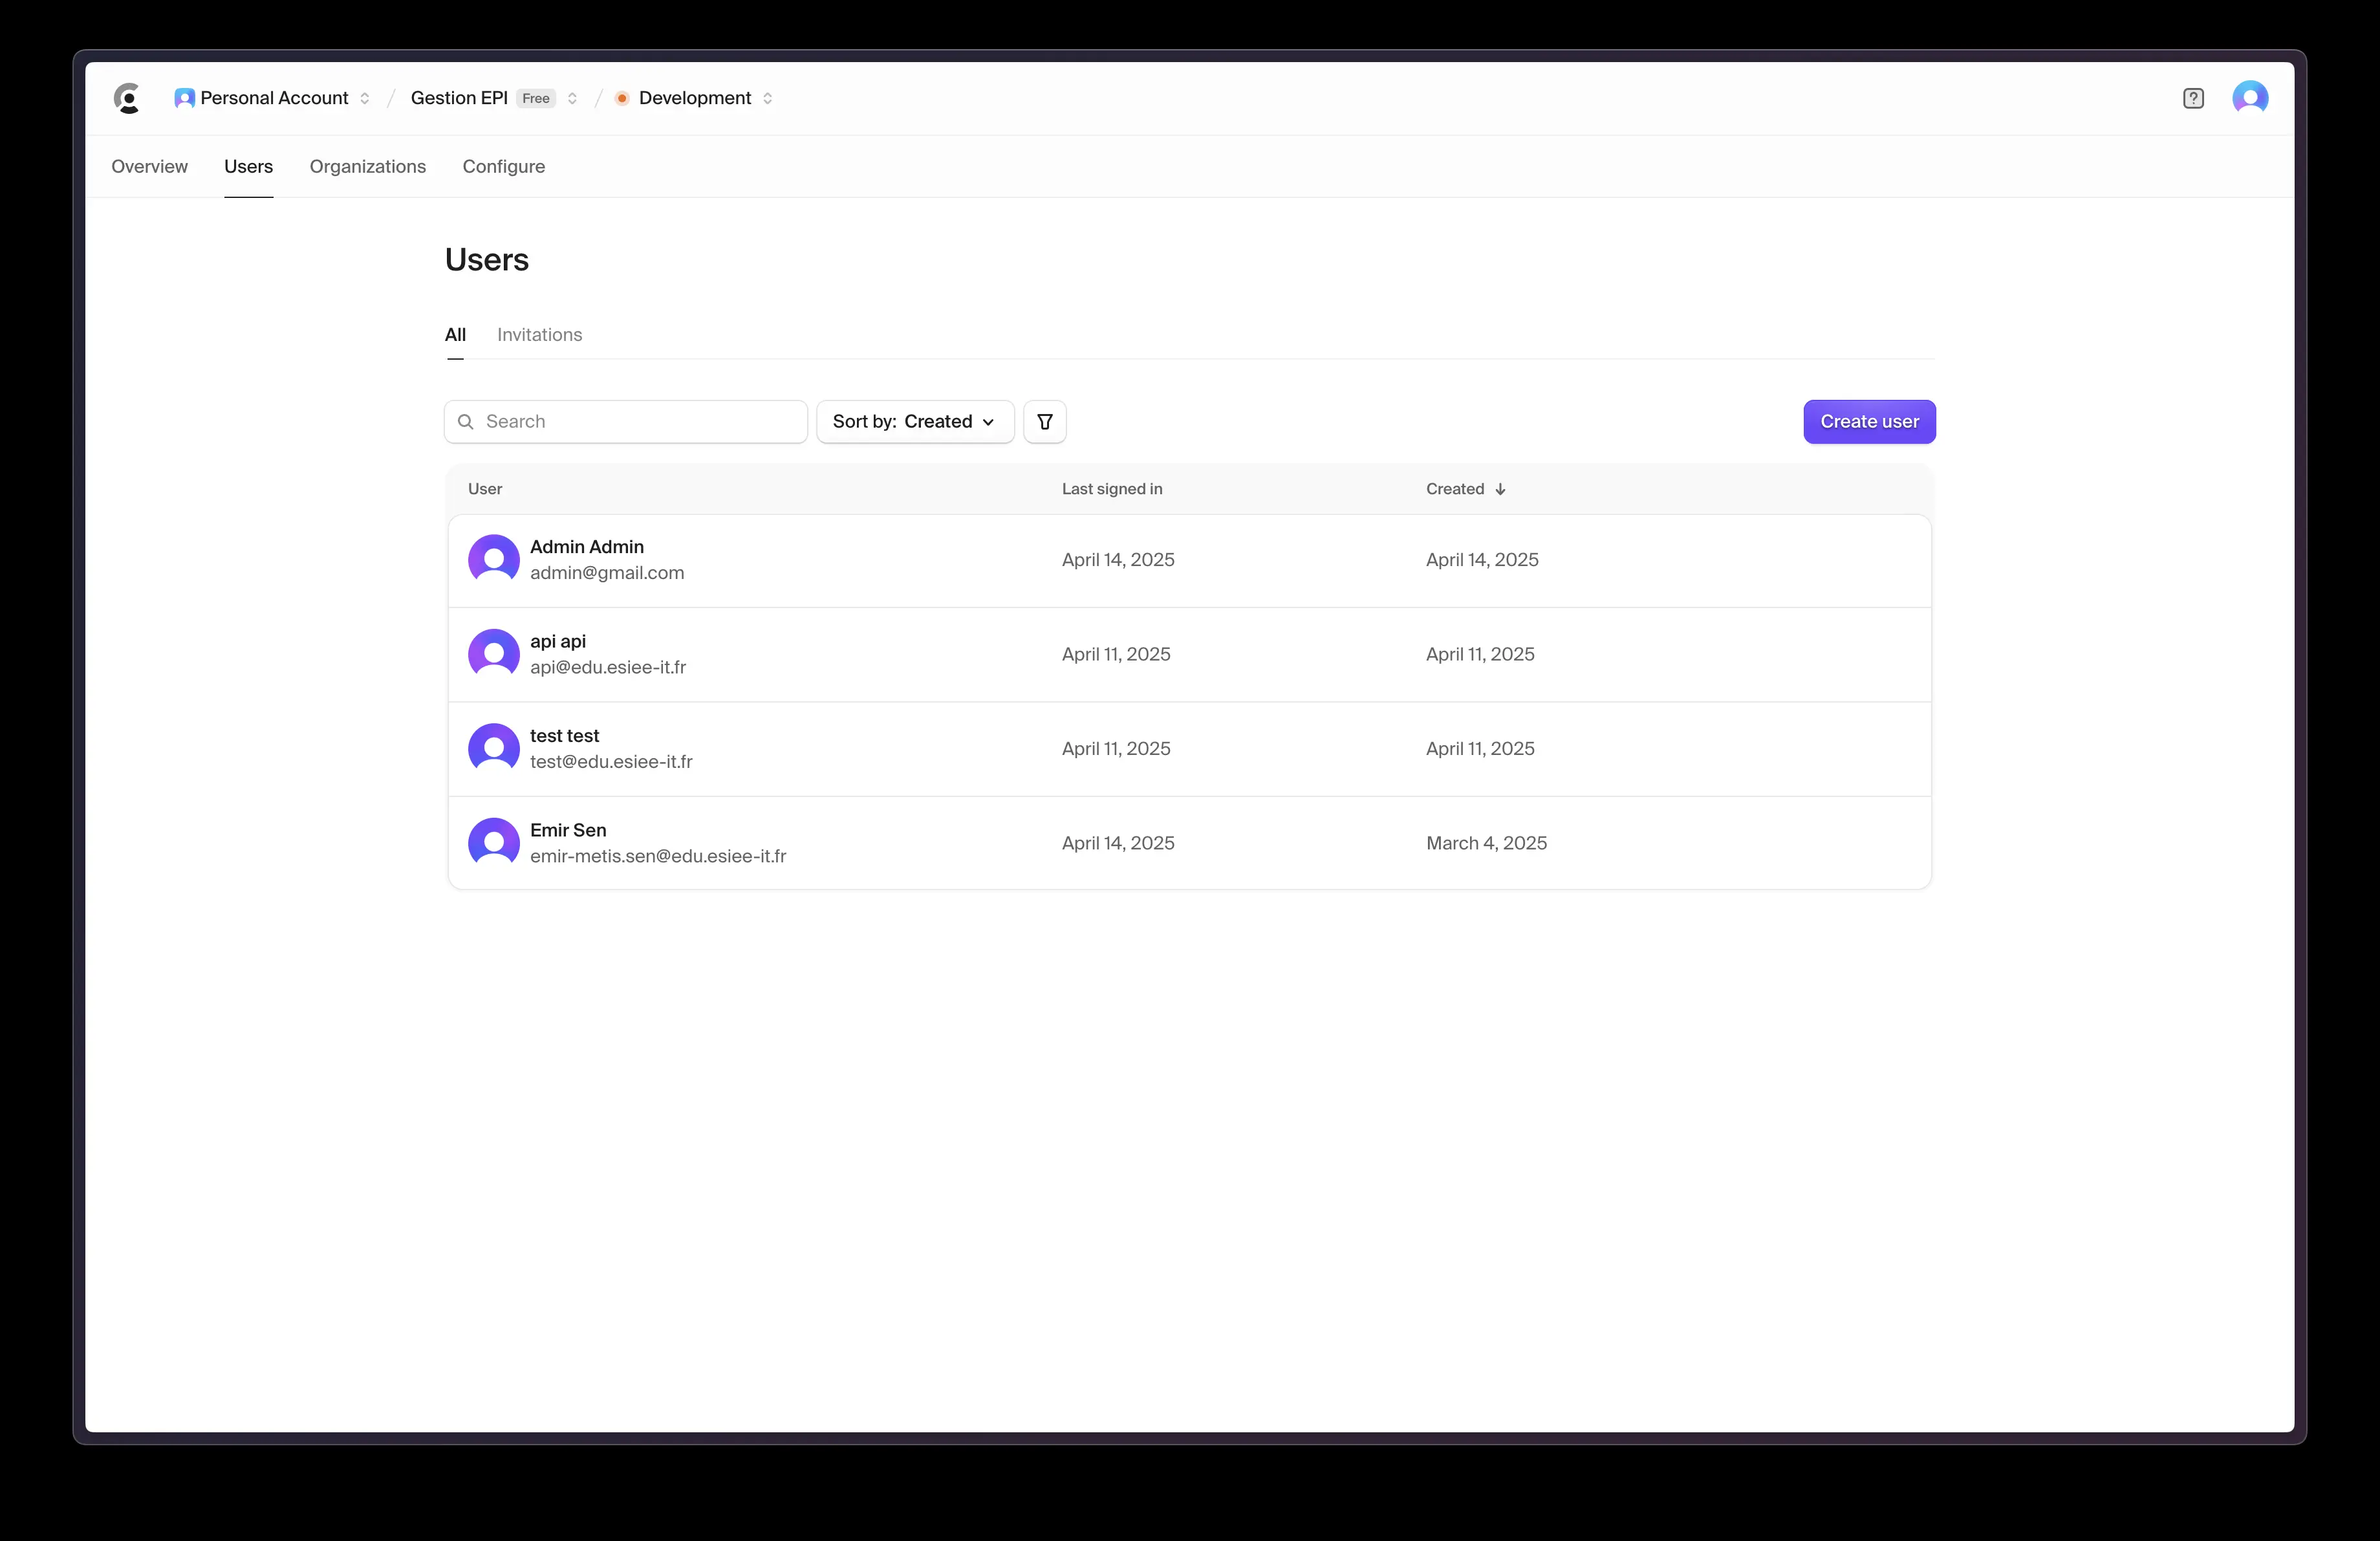 Personal Account / Gestion EPI Free / Development
?
Overview Users Organizations Configure
Users
All Invitations
Search Sort by: Created Create user
User Last signed in Created ↓
Admin Admin
admin@gmail.com
April 14, 2025 April 14, 2025
api api
api@edu.esiee-it.fr
April 11, 2025 April 11, 2025
test test
test@edu.esiee-it.fr
April 11, 2025 April 11, 2025
Emir Sen
emir-metis.sen@edu.esiee-it.fr
April 14, 2025 March 4, 2025